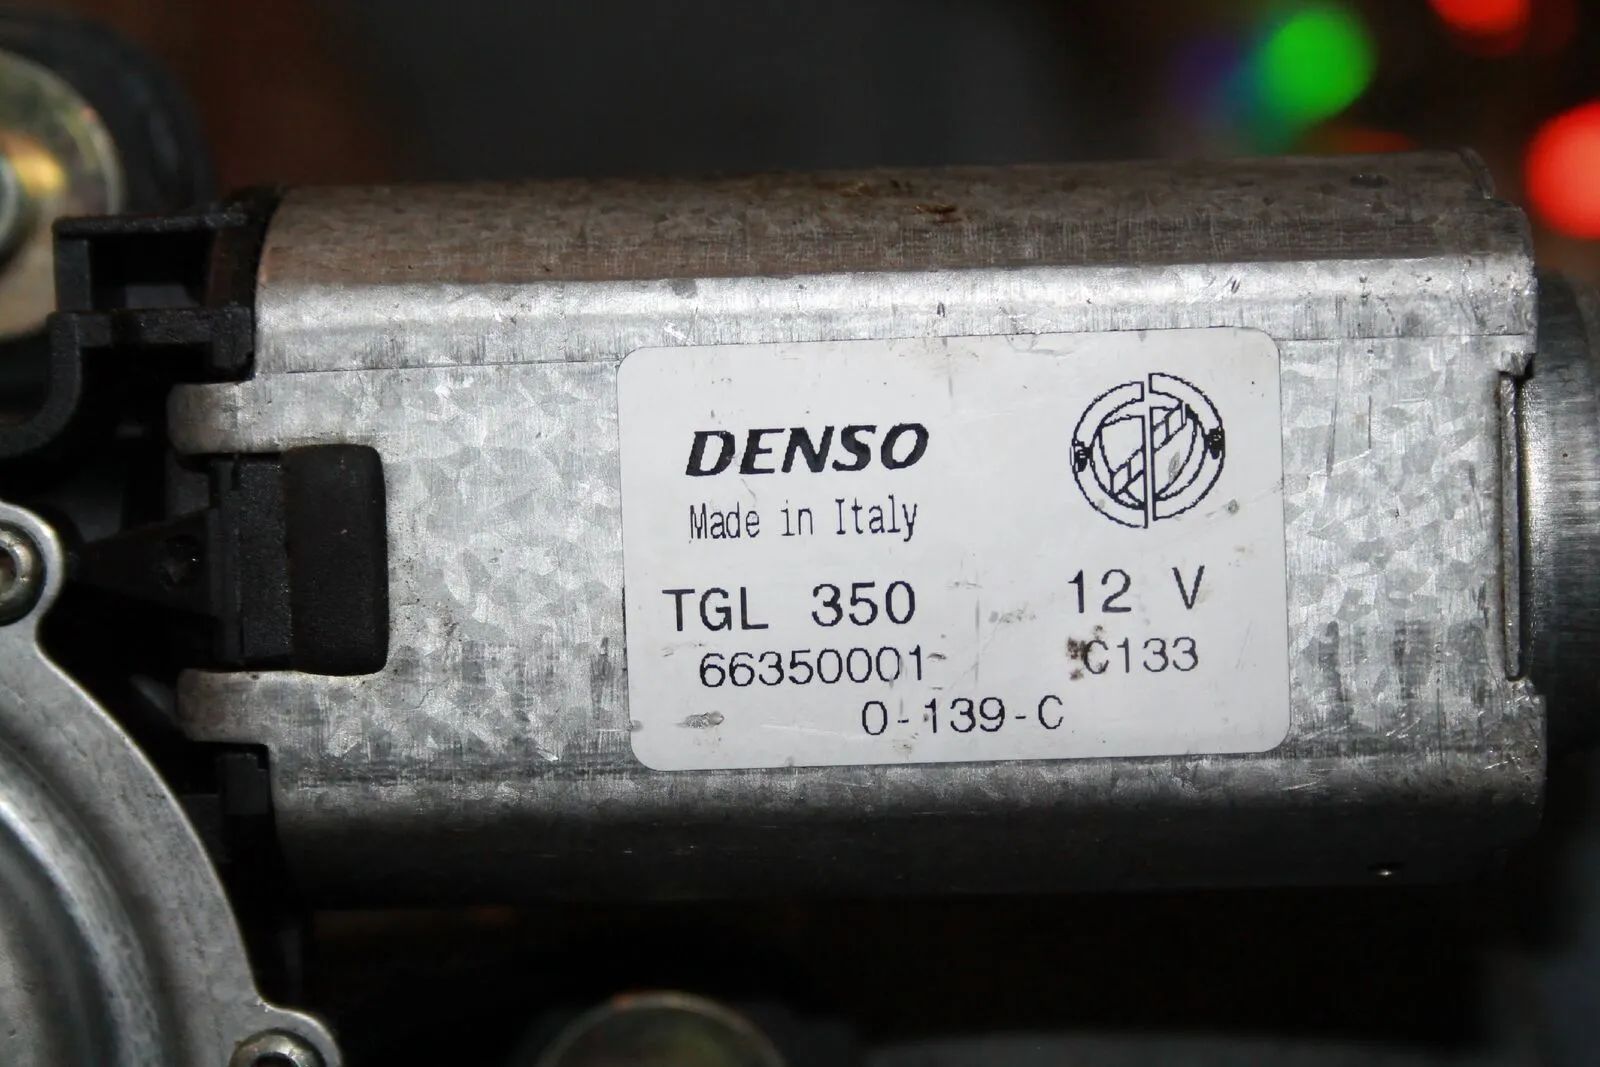 DENSO
Made in Italy
TGL 350 12 V
66350001 C133
0-139-C